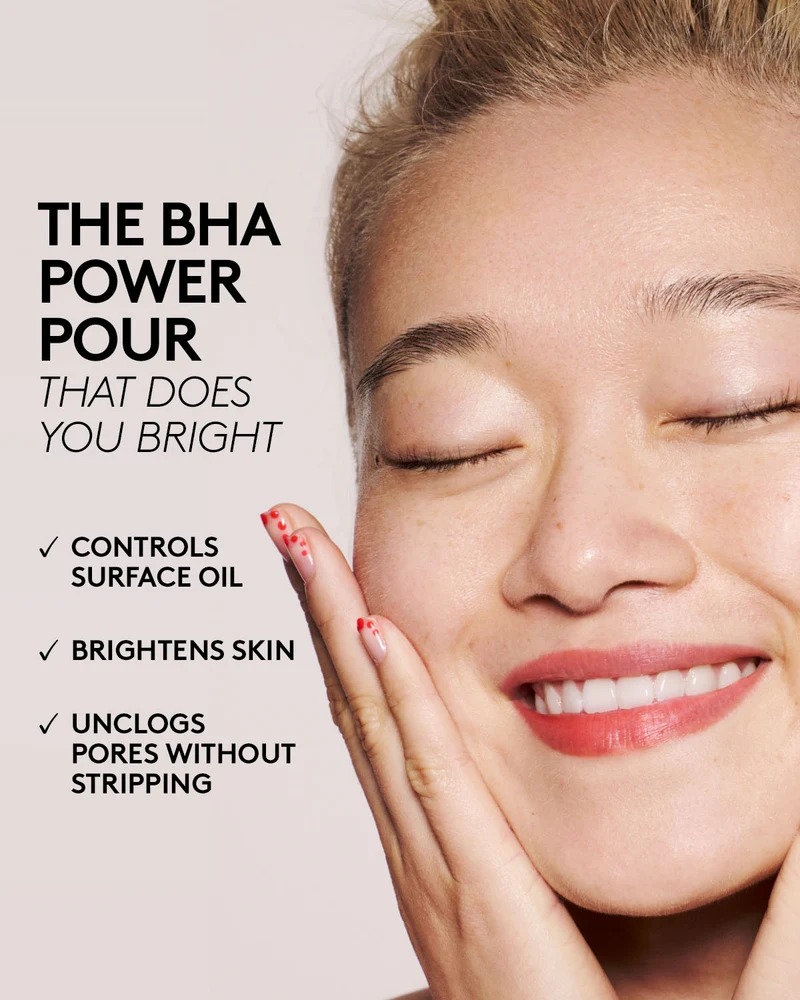 THE BHA
POWER
POUR
THAT DOES
YOU BRIGHT
✓ CONTROLS
SURFACE OIL
✓ BRIGHTENS SKIN
✓ UNCLOGS
PORES WITHOUT
STRIPPING